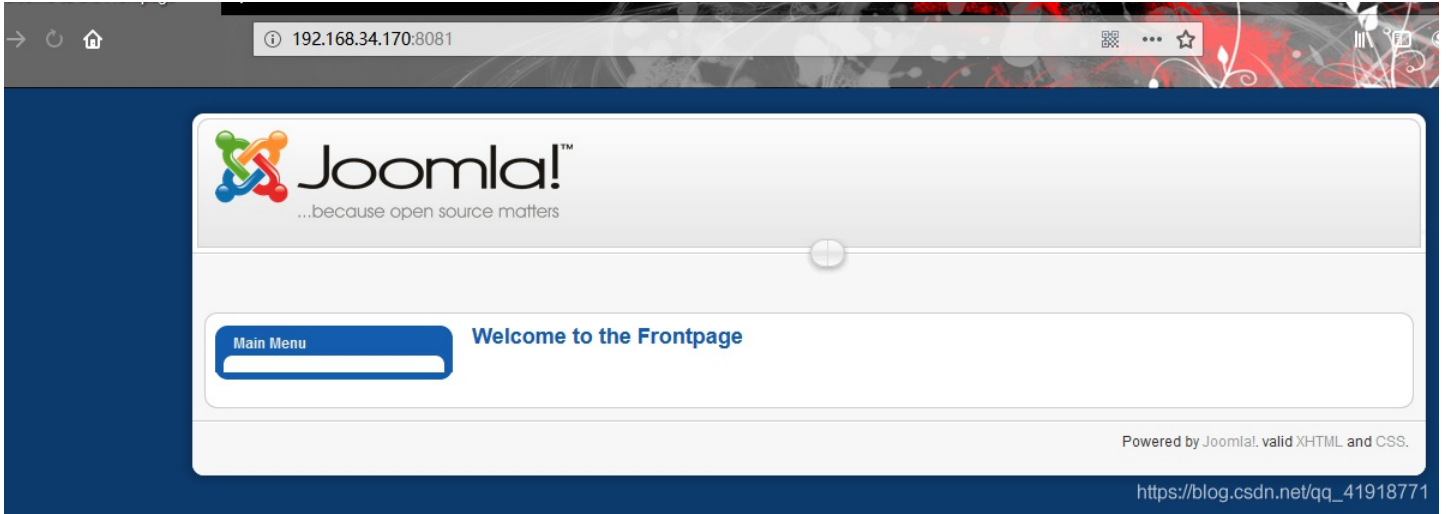 192.168.34.170:8081
Joomla!™
...because open source matters
Main Menu
Welcome to the Frontpage
Powered by Joomla!. valid XHTML and CSS.
https://blog.csdn.net/qq_41918771